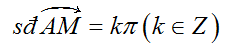 sđ\overrightarrow{AM} = kπ (k ∈ Z)